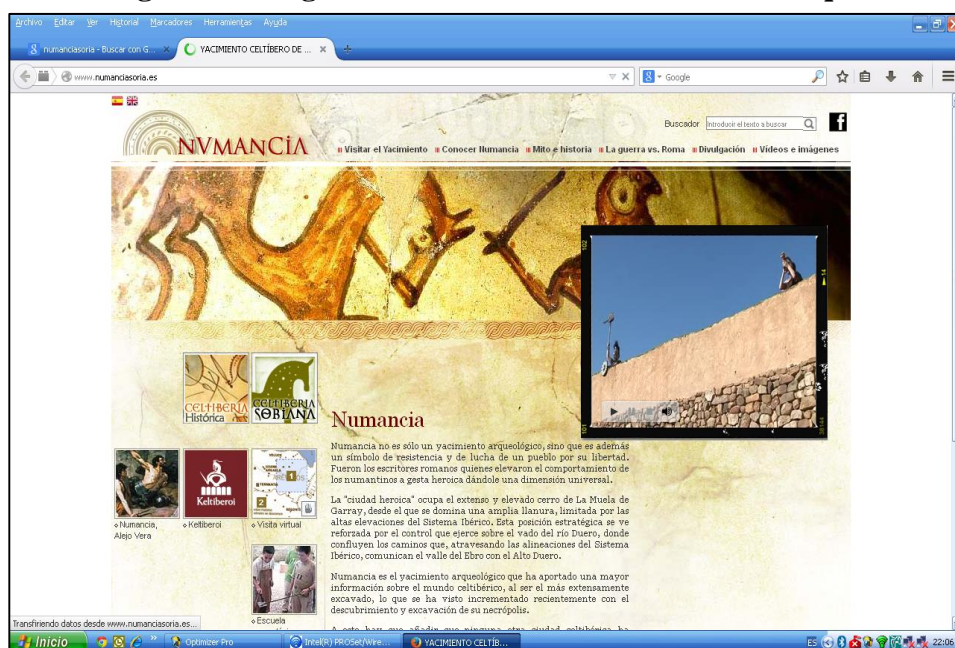 Archivo Editar Ver Historial Marcadores Herramientas Ayuda
numanciasoria - Buscar con G...
YACIMIENTO CELTÍBERO DE ...
www.numanciasoria.es
Google
NVMANCIA
Buscador
Introducir el texto a buscar
Visitar el Yacimiento
Conocer Numancia
Mito e historia
La guerra vs. Roma
Divulgación
Vídeos e imágenes
CELTIBERIA
Histórica
CELTIBERIA
SORIANA
Numancia
Numancia no es sólo un yacimiento arqueológico, sino que es además
un símbolo de resistencia y de lucha de un pueblo por su libertad.
Fueron los escritores romanos quienes elevaron el comportamiento de
los numantinos a gesta heroica dándole una dimensión universal.
La "ciudad heroica" ocupa el extenso y elevado cerro de La Muela de
Garray, desde el que se domina una amplia llanura, limitada por las
altas elevaciones del Sistema Ibérico. Esta posición estratégica se ve
reforzada por el control que ejerce sobre el vado del río Duero, donde
confluyen los caminos que, atravesando las alineaciones del Sistema
Ibérico, comunican el valle del Ebro con el Alto Duero.
Numancia es el yacimiento arqueológico que ha aportado una mayor
información sobre el mundo celtibérico, al ser el más extensamente
excavado, lo que se ha visto incrementado recientemente con el
descubrimiento y excavación de su necrópolis.
Keltiberoi
1
2
Numancia,
Alejo Vera
Keltiberoi
Visita virtual
Escuela
Transfiriendo datos desde www.numanciasoria.es...
Inicio
Optimizer Pro
Intel(R) PROSet/Wire...
YACIMIENTO CELTÍB...
ES
22:06